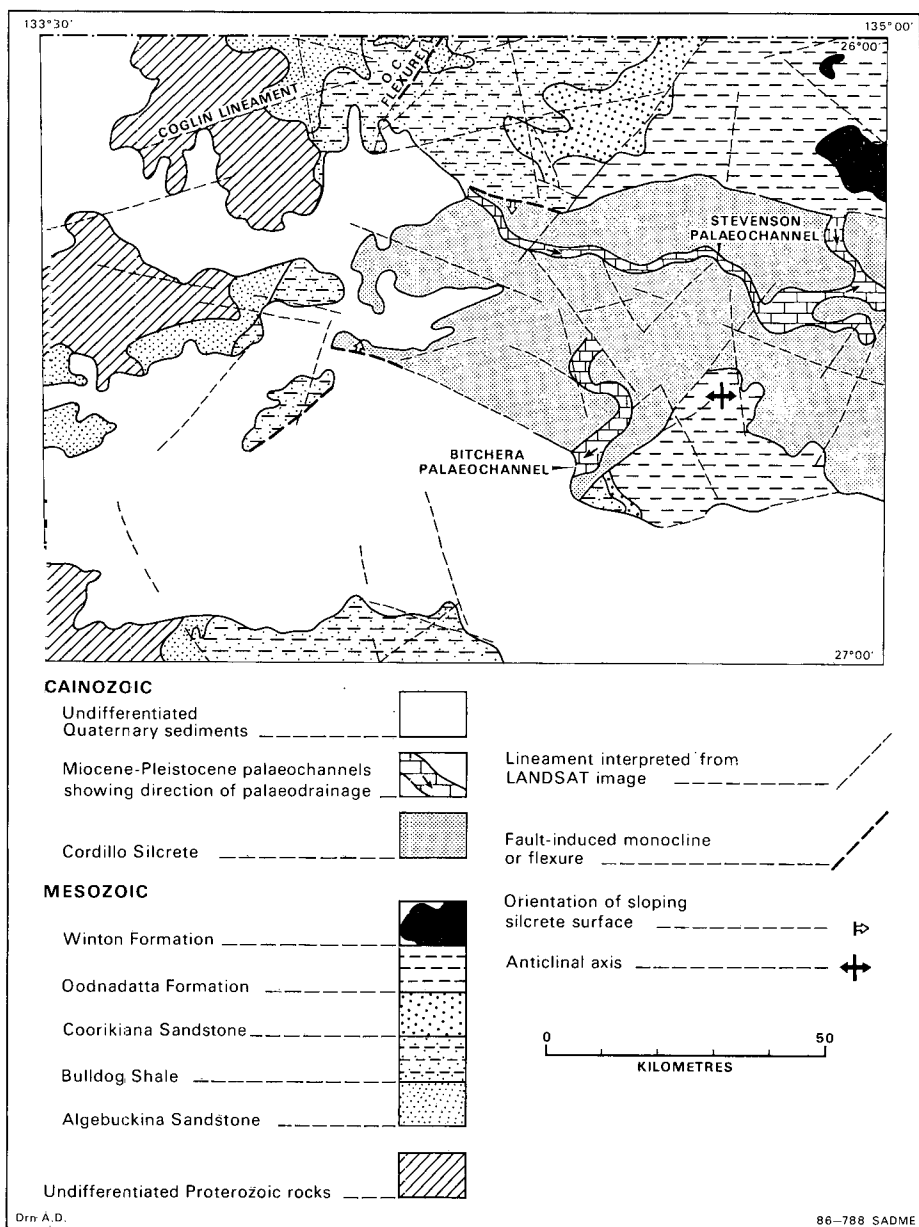 133°30'
135°00'
26°00'
COGLIN LINEAMENT
O.C. FLEXURE
STEVENSON
PALAEOCHANNEL
BITCHERA
PALAEOCHANNEL
27°00'
CAINOZOIC
Undifferentiated
Quaternary sediments
Miocene-Pleistocene palaeochannels
showing direction of palaeodrainage
Cordillo Silcrete
MESOZOIC
Winton Formation
Oodnadatta Formation
Coorikiana Sandstone
Bulldog Shale
Algebuckina Sandstone
Undifferentiated Proterozoic rocks
Lineament interpreted from
LANDSAT image
Fault-induced monocline
or flexure
Orientation of sloping
silcrete surface
Anticlinal axis
0 50
KILOMETRES
Drn A.D.
86–788 SADME